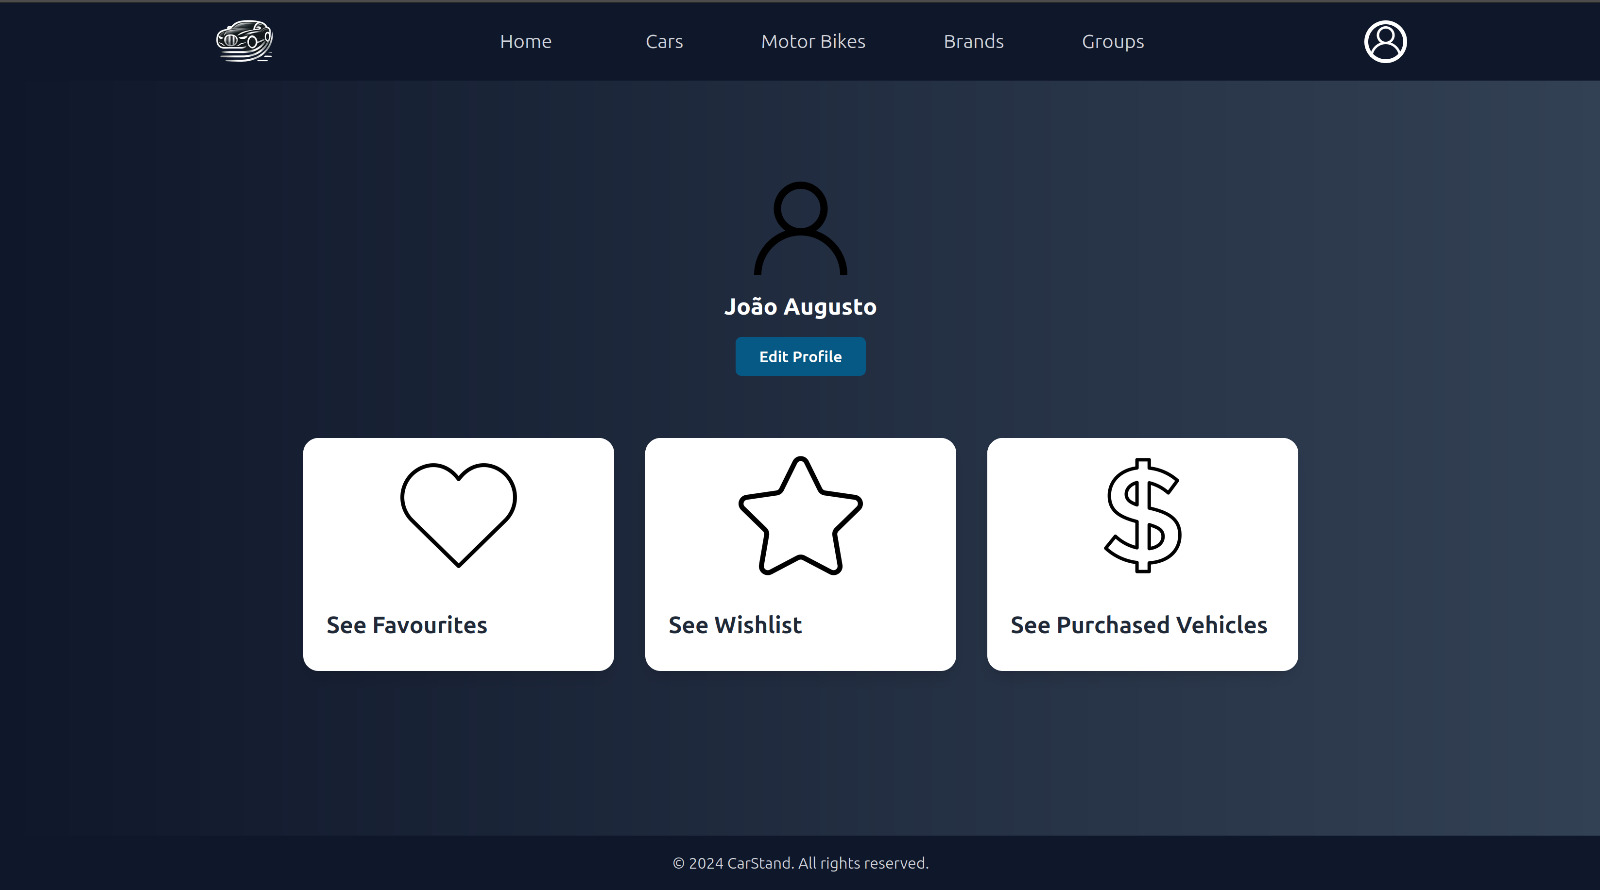 Home Cars Motor Bikes Brands Groups
João Augusto
Edit Profile
See Favourites See Wishlist See Purchased Vehicles
© 2024 CarStand. All rights reserved.